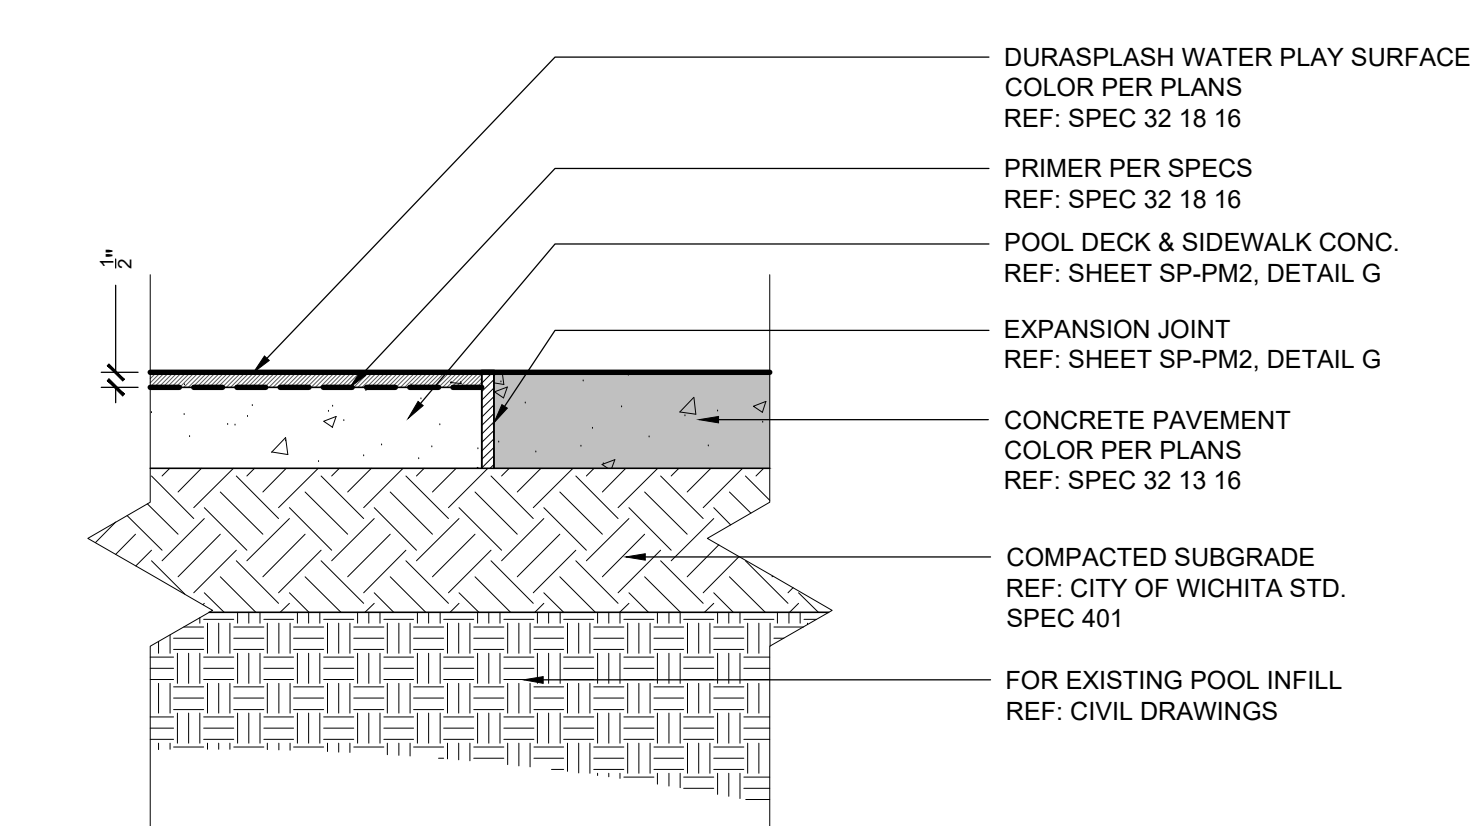 DURASPLASH WATER PLAY SURFACE
COLOR PER PLANS
REF: SPEC 32 18 16
PRIMER PER SPECS
REF: SPEC 32 18 16
POOL DECK & SIDEWALK CONC.
REF: SHEET SP-PM2, DETAIL G
1/2"
EXPANSION JOINT
REF: SHEET SP-PM2, DETAIL G
CONCRETE PAVEMENT
COLOR PER PLANS
REF: SPEC 32 13 16
COMPACTED SUBGRADE
REF: CITY OF WICHITA STD.
SPEC 401
FOR EXISTING POOL INFILL
REF: CIVIL DRAWINGS